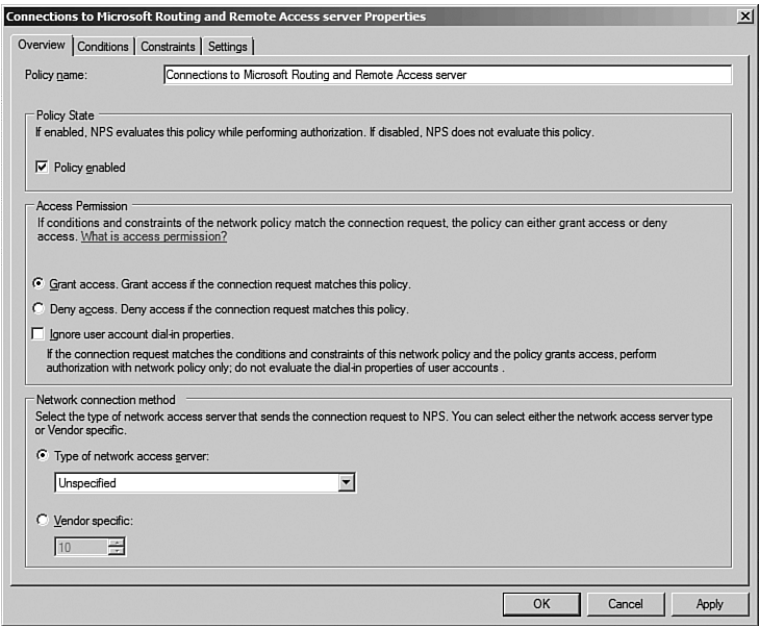 Connections to Microsoft Routing and Remote Access server Properties
Overview Conditions Constraints Settings
Policy name: Connections to Microsoft Routing and Remote Access server
Policy State
If enabled, NPS evaluates this policy while performing authorization. If disabled, NPS does not evaluate this policy.
Policy enabled
Access Permission
If conditions and constraints of the network policy match the connection request, the policy can either grant access or deny
access. What is access permission?
Grant access. Grant access if the connection request matches this policy.
Deny access. Deny access if the connection request matches this policy.
Ignore user account dial-in properties.
If the connection request matches the conditions and constraints of this network policy and the policy grants access, perform
authorization with network policy only; do not evaluate the dial-in properties of user accounts .
Network connection method
Select the type of network access server that sends the connection request to NPS. You can select either the network access server type
or Vendor specific.
Type of network access server:
Unspecified
Vendor specific:
10
OK Cancel Apply